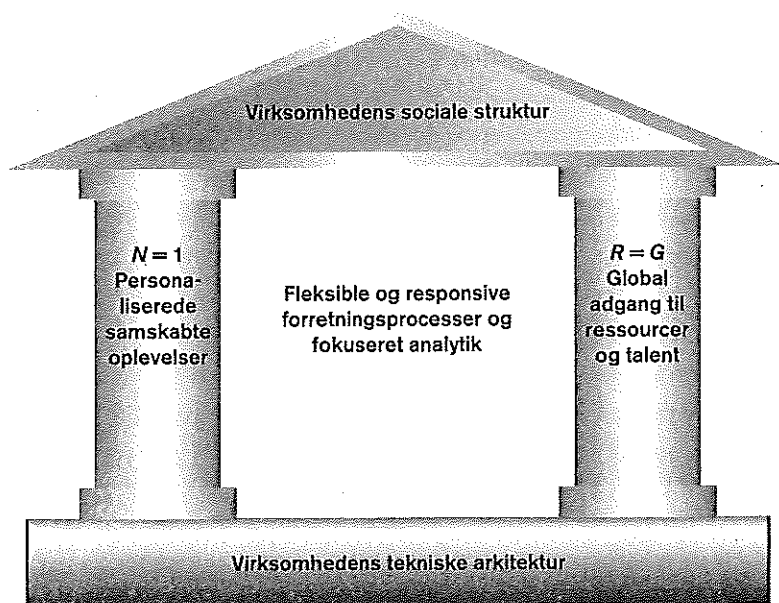 Virksomhedens sociale struktur
N = 1
Persona-
liserede
samskabte
oplevelser
Fleksible og responsive
forretningsprocesser og
fokuseret analytik
R = G
Global
adgang til
ressourcer
og talent
Virksomhedens tekniske arkitektur